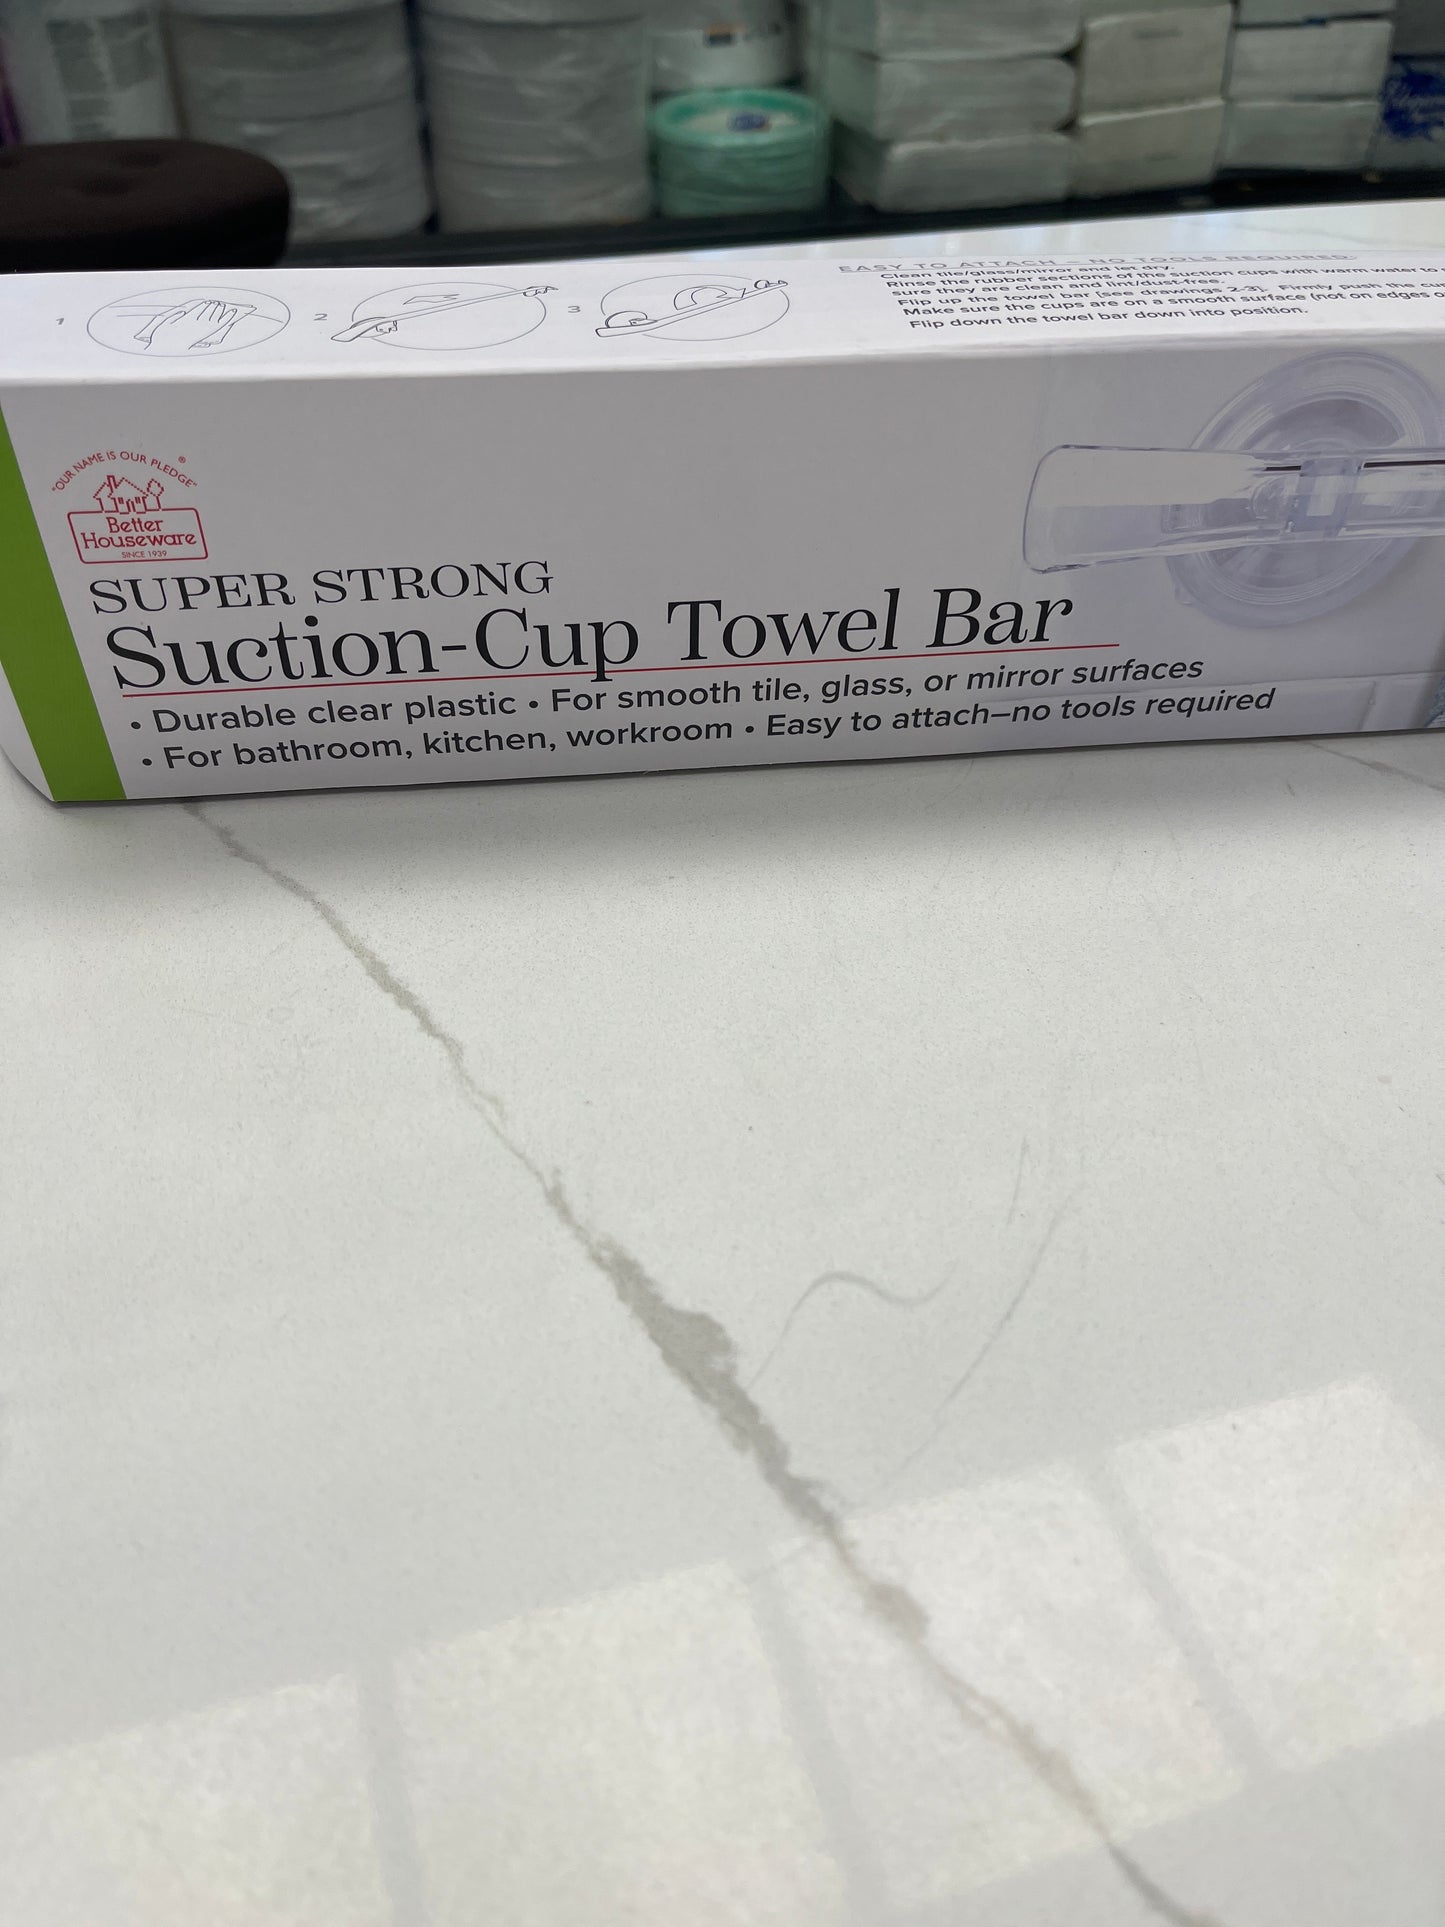 1 2 3
EASY TO ATTACH – NO TOOLS REQUIRED:
Clean tile/glass/mirror and let dry.
Rinse the rubber sections of the suction cups with warm water to
sure they are clean and lint/dust-free.
Flip up the towel bar (see drawings 2-3). Firmly push the
Make sure the cups are on a smooth surface (not on edges
Flip down the towel bar down into position.
"OUR NAME IS OUR PLEDGE"®
Better
Houseware
SINCE 1939
SUPER STRONG
Suction-Cup Towel Bar
• Durable clear plastic • For smooth tile, glass, or mirror surfaces
• For bathroom, kitchen, workroom • Easy to attach–no tools required